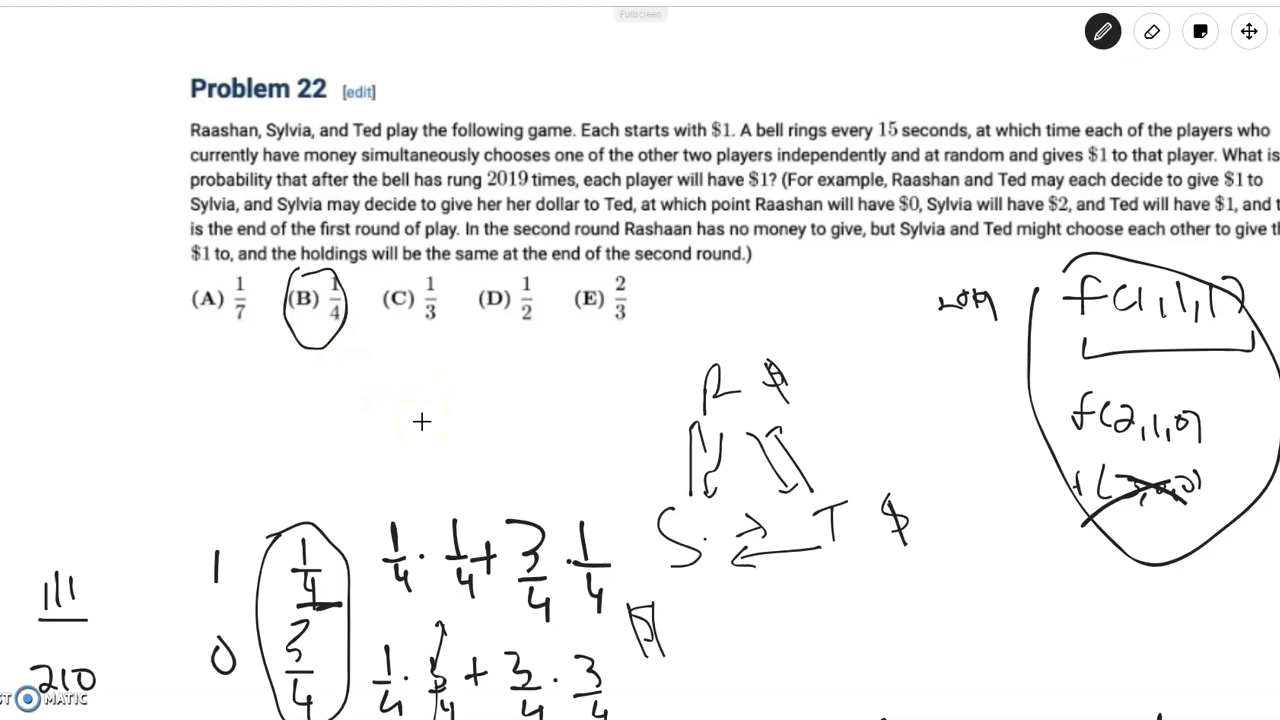 Fullscreen
Problem 22 [edit]
Raashan, Sylvia, and Ted play the following game. Each starts with $1. A bell rings every 15 seconds, at which time each of the players who
currently have money simultaneously chooses one of the other two players independently and at random and gives $1 to that player. What is
probability that after the bell has rung 2019 times, each player will have $1? (For example, Raashan and Ted may each decide to give $1 to
Sylvia, and Sylvia may decide to give her her dollar to Ted, at which point Raashan will have $0, Sylvia will have $2, and Ted will have $1, and t
is the end of the first round of play. In the second round Rashaan has no money to give, but Sylvia and Ted might choose each other to give th
$1 to, and the holdings will be the same at the end of the second round.)
(A) 1/7 (B) 1/4 (C) 1/3 (D) 1/2 (E) 2/3
2019 f(1,1,1)
R $
f(2,1,0)
S T $
1 1/4 1/4 · 1/4 + 3/4 · 1/4
111
0 3/4 1/4 · 3/4 + 3/4 · 3/4
210
MATIC